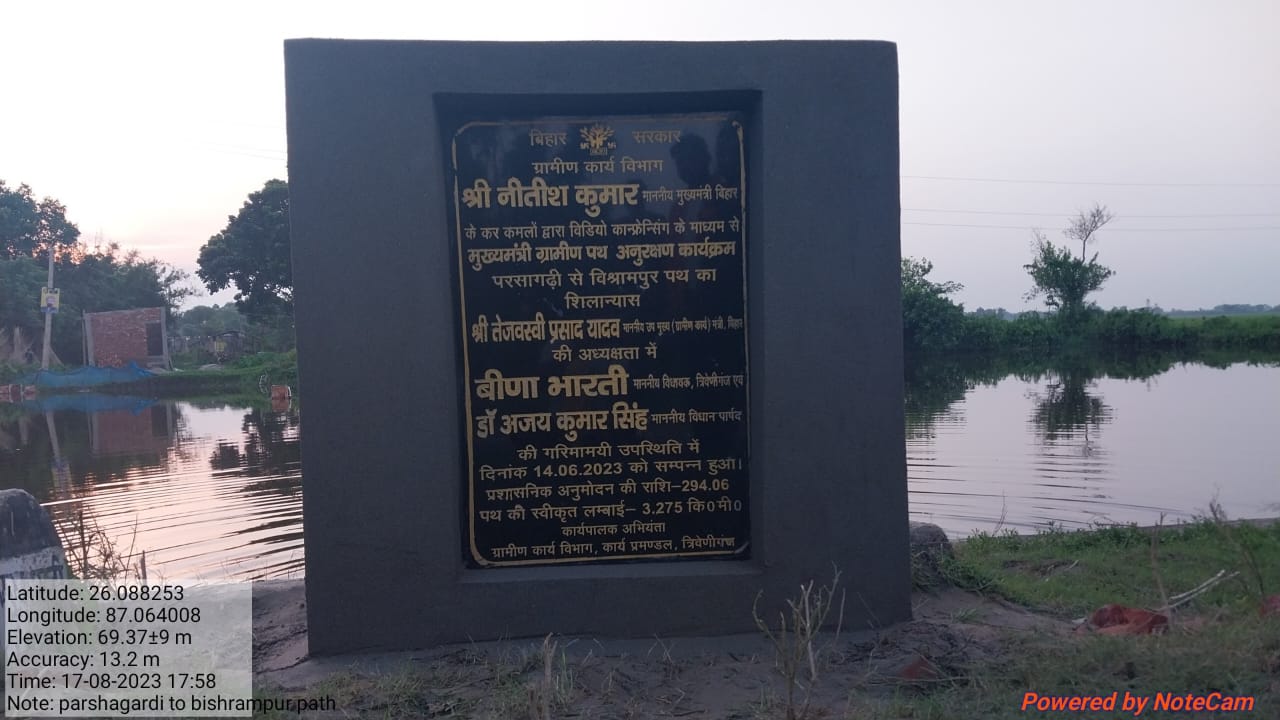 बिहार सरकार
ग्रामीण कार्य विभाग
श्री नीतीश कुमार माननीय मुख्यमंत्री बिहार
के कर कमलों द्वारा विडियो कान्फ्रेन्सिंग के माध्यम से
मुख्यमंत्री ग्रामीण पथ अनुरक्षण कार्यक्रम
परसागढ़ी से विश्रामपुर पथ का
शिलान्यास
श्री तेजवस्वी प्रसाद यादव माननीय उप मुख्य (ग्रामीण कार्य) मंत्री, बिहार
की अध्यक्षता में
बीणा भारती माननीय विधायक, त्रिवेणीगंज एवं
डॉ अजय कुमार सिंह माननीय विधान पार्षद
की गरिमामयी उपस्थिति में
दिनांक 14.06.2023 को सम्पन्न हुआ।
प्रशासनिक अनुमोदन की राशि–294.06
पथ की स्वीकृत लम्बाई– 3.275 कि0मी0
कार्यपालक अभियंता
ग्रामीण कार्य विभाग, कार्य प्रमण्डल, त्रिवेणीगंज
Latitude: 26.088253
Longitude: 87.064008
Elevation: 69.37±9 m
Accuracy: 13.2 m
Time: 17-08-2023 17:58
Note: parshagardi to bishrampur path
Powered by NoteCam